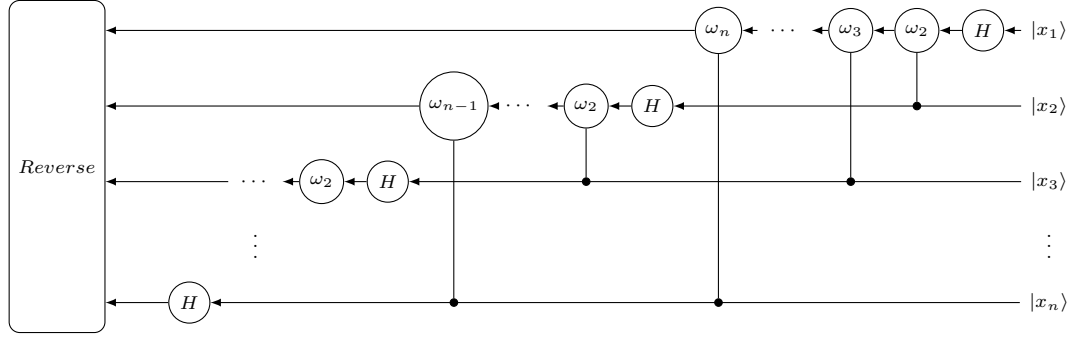 ω_n ⋯ ω_3 ω_2 H |x_1⟩
ω_{n−1} ⋯ ω_2 H |x_2⟩
Reverse ⋯ ω_2 H |x_3⟩
⋮ ⋮
H |x_n⟩